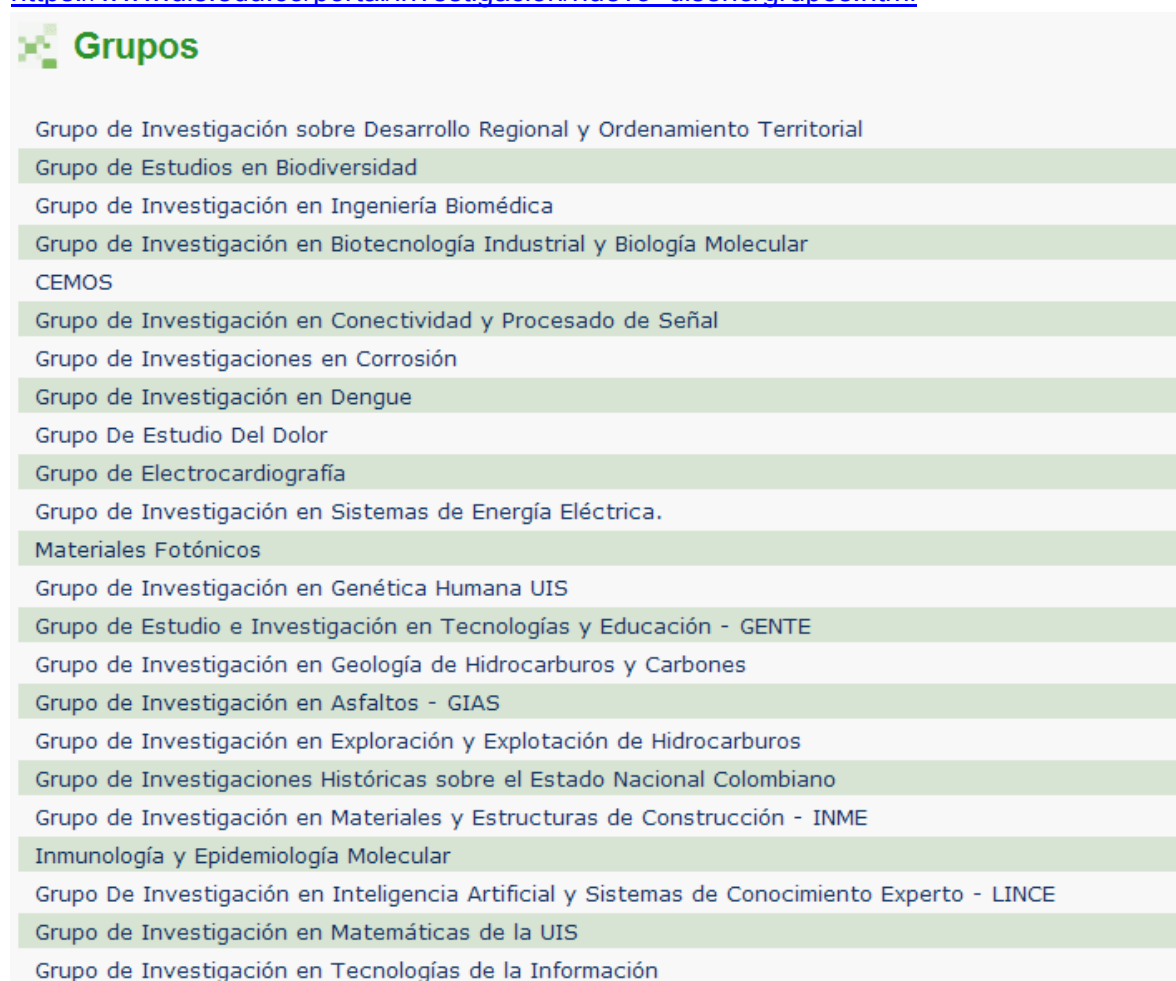 Grupos
Grupo de Investigación sobre Desarrollo Regional y Ordenamiento Territorial
Grupo de Estudios en Biodiversidad
Grupo de Investigación en Ingeniería Biomédica
Grupo de Investigación en Biotecnología Industrial y Biología Molecular
CEMOS
Grupo de Investigación en Conectividad y Procesado de Señal
Grupo de Investigaciones en Corrosión
Grupo de Investigación en Dengue
Grupo De Estudio Del Dolor
Grupo de Electrocardiografía
Grupo de Investigación en Sistemas de Energía Eléctrica.
Materiales Fotónicos
Grupo de Investigación en Genética Humana UIS
Grupo de Estudio e Investigación en Tecnologías y Educación - GENTE
Grupo de Investigación en Geología de Hidrocarburos y Carbones
Grupo de Investigación en Asfaltos - GIAS
Grupo de Investigación en Exploración y Explotación de Hidrocarburos
Grupo de Investigaciones Históricas sobre el Estado Nacional Colombiano
Grupo de Investigación en Materiales y Estructuras de Construcción - INME
Inmunología y Epidemiología Molecular
Grupo De Investigación en Inteligencia Artificial y Sistemas de Conocimiento Experto - LINCE
Grupo de Investigación en Matemáticas de la UIS
Grupo de Investigación en Tecnologías de la Información